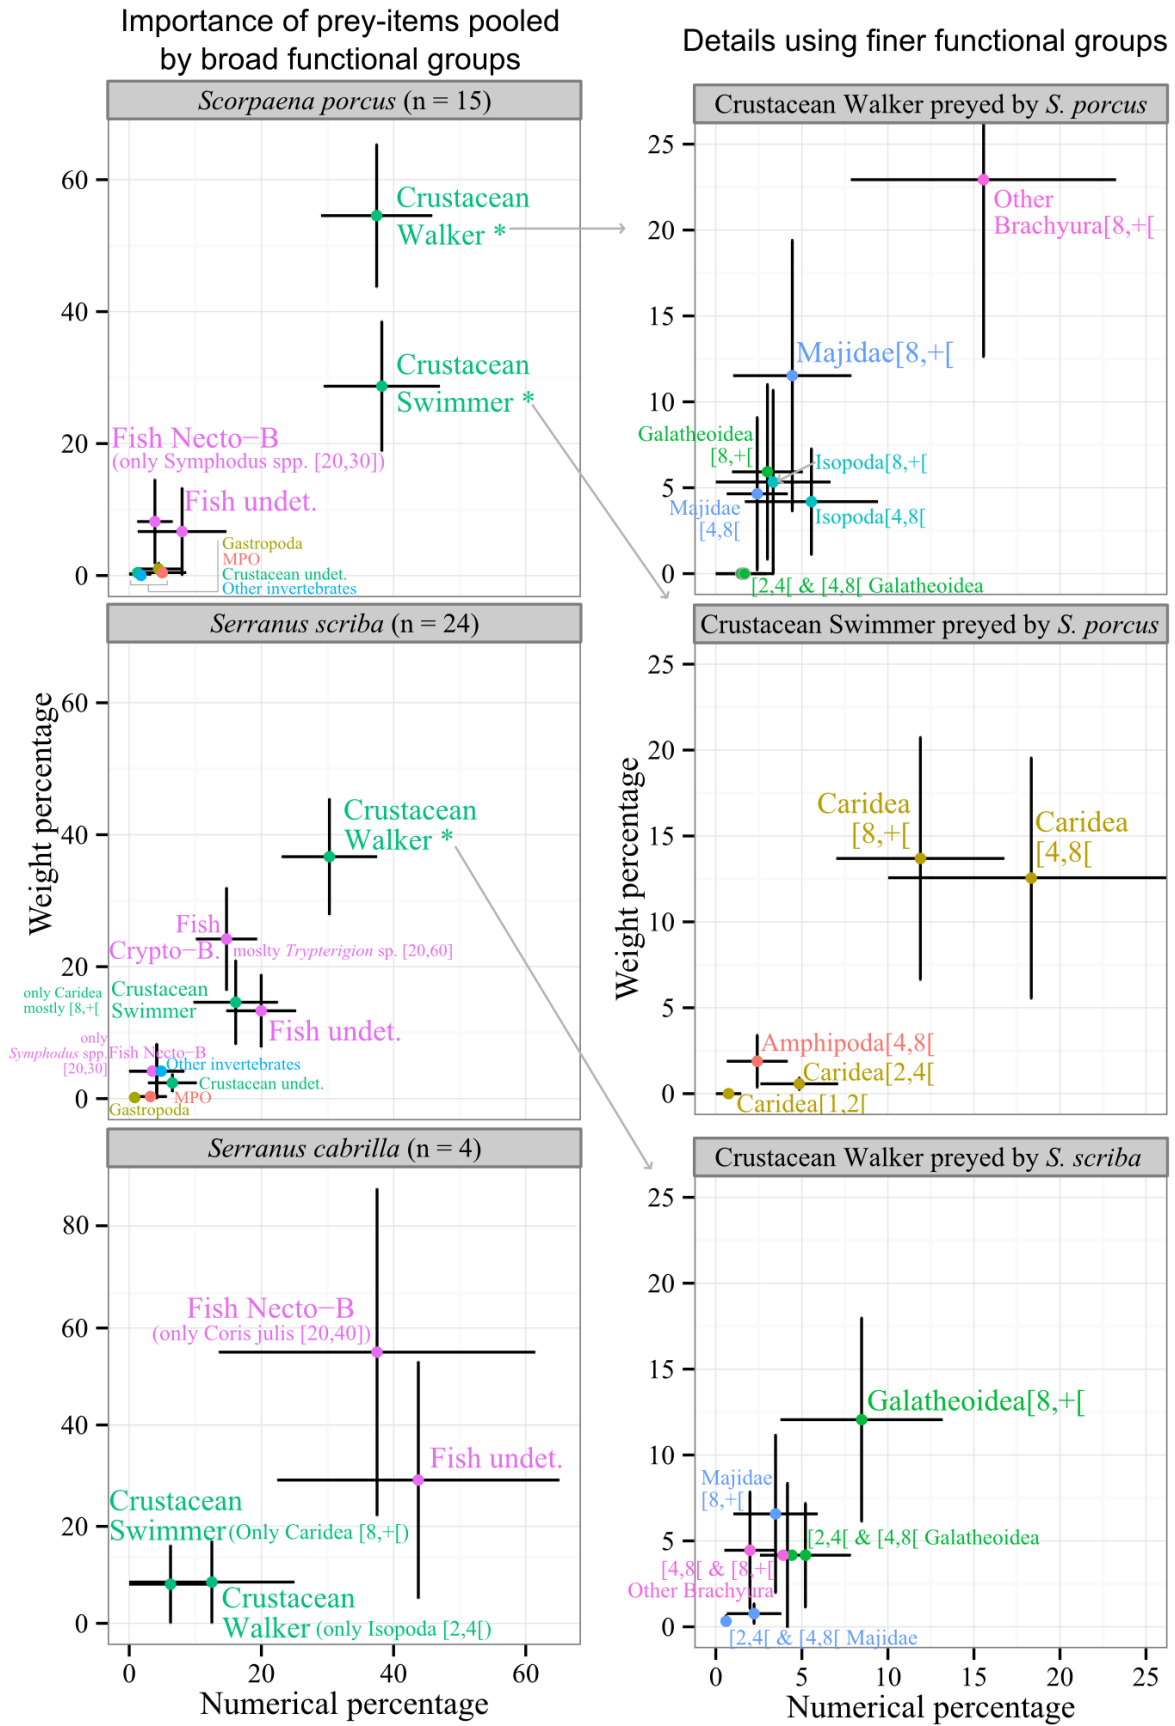 Importance of prey-items pooled
by broad functional groups
Details using finer functional groups
Scorpaena porcus (n = 15)
60
40
20
0
Crustacean
Walker *
Crustacean
Swimmer *
Fish Necto−B
(only Symphodus spp. [20,30])
Fish undet.
Gastropoda
MPO
Crustacean undet.
Other invertebrates
Crustacean Walker preyed by S. porcus
25
20
15
10
5
0
Other
Brachyura[8,+[
Majidae[8,+[
Galatheoidea
[8,+[
Isopoda[8,+[
Majidae
[4,8[
Isopoda[4,8[
[2,4[ & [4,8[ Galatheoidea
Serranus scriba (n = 24)
Weight percentage
60
40
20
0
Crustacean
Walker *
Fish
Crypto−B.
moslty Trypterigion sp. [20,60]
only Caridea
mostly [8,+[
Crustacean
Swimmer
Fish undet.
only
Symphodus spp.
[20,30]
Fish Necto−B
Other invertebrates
Crustacean undet.
MPO
Gastropoda
Crustacean Swimmer preyed by S. porcus
Weight percentage
25
20
15
10
5
0
Caridea
[8,+[
Caridea
[4,8[
Amphipoda[4,8[
Caridea[2,4[
Caridea[1,2[
Serranus cabrilla (n = 4)
80
60
40
20
0
Fish Necto−B
(only Coris julis [20,40])
Fish undet.
Crustacean
Swimmer (Only Caridea [8,+[)
Crustacean
Walker (only Isopoda [2,4[)
0 20 40 60
Numerical percentage
Crustacean Walker preyed by S. scriba
25
20
15
10
5
0
Galatheoidea[8,+[
Majidae
[8,+[
[2,4[ & [4,8[ Galatheoidea
[4,8[ & [8,+[
Other Brachyura
[2,4[ & [4,8[ Majidae
0 5 10 15 20 25
Numerical percentage